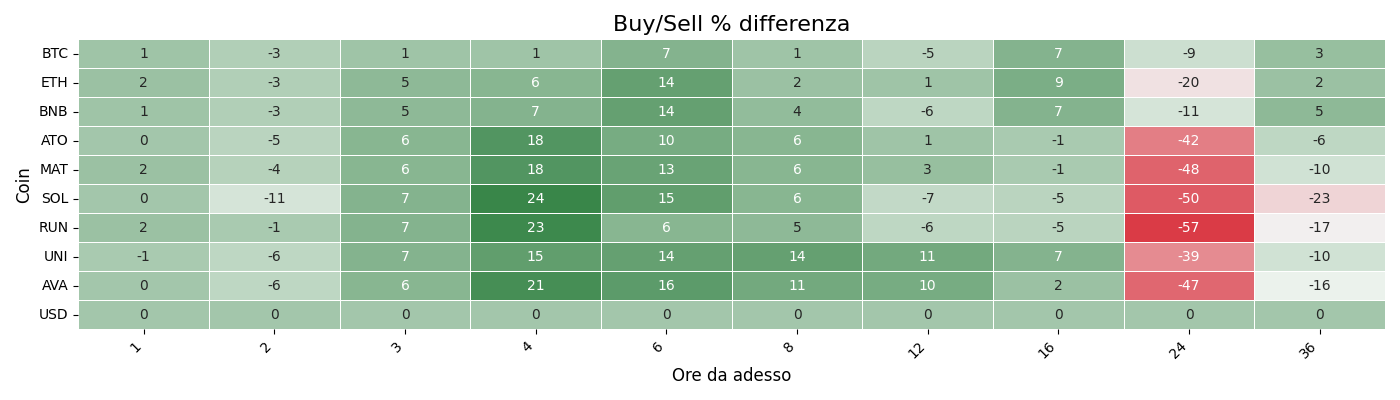 Buy/Sell % differenza
Coin
BTC 1 -3 1 1 7 1 -5 7 -9 3
ETH 2 -3 5 6 14 2 1 9 -20 2
BNB 1 -3 5 7 14 4 -6 7 -11 5
ATO 0 -5 6 18 10 6 1 -1 -42 -6
MAT 2 -4 6 18 13 6 3 -1 -48 -10
SOL 0 -11 7 24 15 6 -7 -5 -50 -23
RUN 2 -1 7 23 6 5 -6 -5 -57 -17
UNI -1 -6 7 15 14 14 11 7 -39 -10
AVA 0 -6 6 21 16 11 10 2 -47 -16
USD 0 0 0 0 0 0 0 0 0 0
1 2 3 4 6 8 12 16 24 36
Ore da adesso